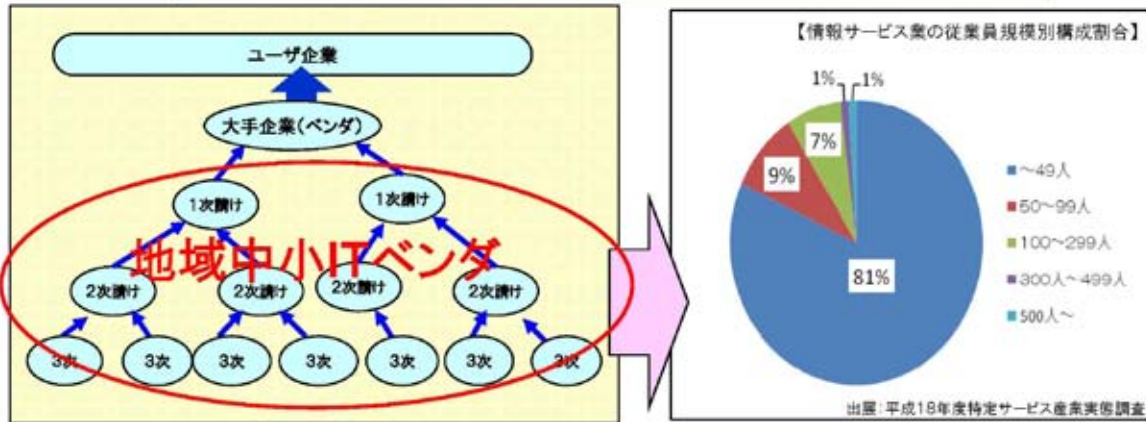 ユーザ企業
大手企業(ベンダ)
1次請け
1次請け
地域中小ITベンダ
2次請け
2次請け
2次請け
2次請け
3次
3次
3次
3次
3次
3次
3次
【情報サービス業の従業員規模別構成割合】
1%
1%
7%
9%
81%
~49人
50~99人
100~299人
300人~499人
500人~
出展:平成18年度特定サービス産業実態調査